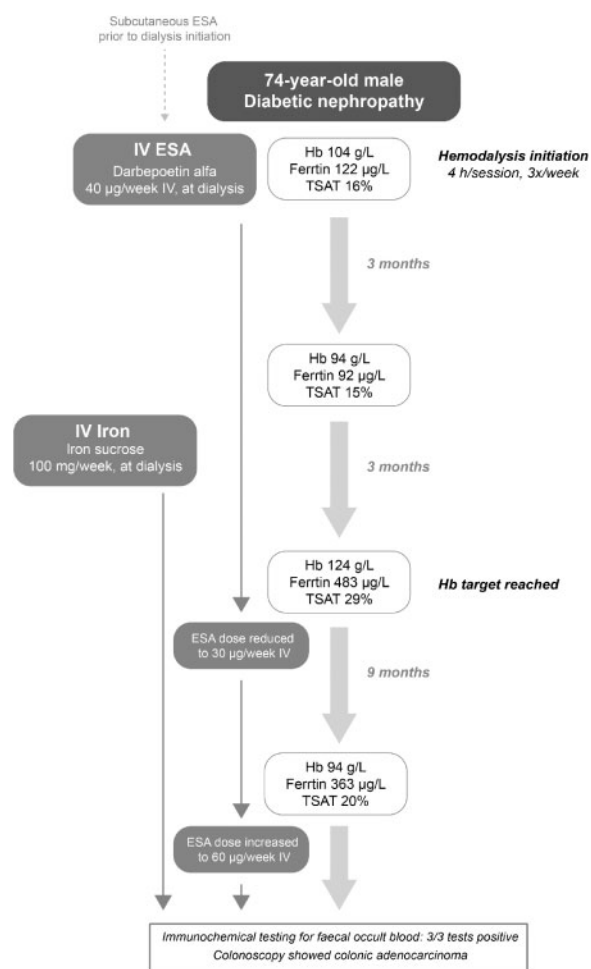 Subcutaneous ESA
prior to dialysis initiation
74-year-old male
Diabetic nephropathy
IV ESA
Darbepoetin alfa
40 µg/week IV, at dialysis
Hb 104 g/L
Ferrtin 122 µg/L
TSAT 16%
Hemodalysis initiation
4 h/session, 3x/week
3 months
Hb 94 g/L
Ferrtin 92 µg/L
TSAT 15%
IV Iron
Iron sucrose
100 mg/week, at dialysis
3 months
Hb 124 g/L
Ferrtin 483 µg/L
TSAT 29%
Hb target reached
ESA dose reduced
to 30 µg/week IV
9 months
Hb 94 g/L
Ferrtin 363 µg/L
TSAT 20%
ESA dose increased
to 60 µg/week IV
Immunochemical testing for faecal occult blood: 3/3 tests positive
Colonoscopy showed colonic adenocarcinoma